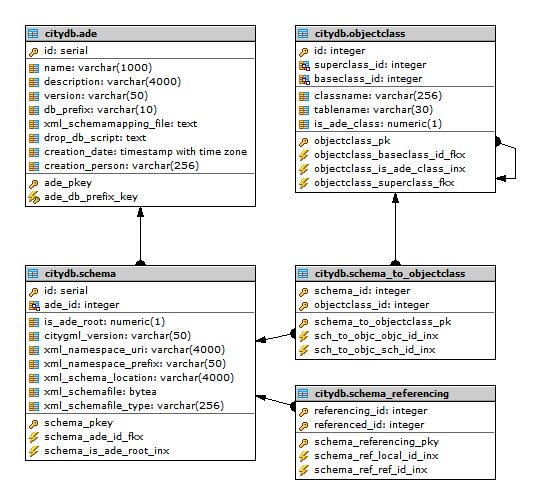 citydb.ade
id: serial
name: varchar(1000)
description: varchar(4000)
version: varchar(50)
db_prefix: varchar(10)
xml_schemamapping_file: text
drop_db_script: text
creation_date: timestamp with time zone
creation_person: varchar(256)
ade_pkey
ade_db_prefix_key
citydb.objectclass
id: integer
superclass_id: integer
baseclass_id: integer
classname: varchar(256)
tablename: varchar(30)
is_ade_class: numeric(1)
objectclass_pk
objectclass_baseclass_id_fkx
objectclass_is_ade_class_inx
objectclass_superclass_fkx
citydb.schema
id: serial
ade_id: integer
is_ade_root: numeric(1)
citygml_version: varchar(50)
xml_namespace_uri: varchar(4000)
xml_namespace_prefix: varchar(50)
xml_schema_location: varchar(4000)
xml_schemafile: bytea
xml_schemafile_type: varchar(256)
schema_pkey
schema_ade_id_fkx
schema_is_ade_root_inx
citydb.schema_to_objectclass
schema_id: integer
objectclass_id: integer
schema_to_objectclass_pk
sch_to_objc_objc_id_inx
sch_to_objc_sch_id_inx
citydb.schema_referencing
referencing_id: integer
referenced_id: integer
schema_referencing_pky
schema_ref_local_id_inx
schema_ref_ref_id_inx